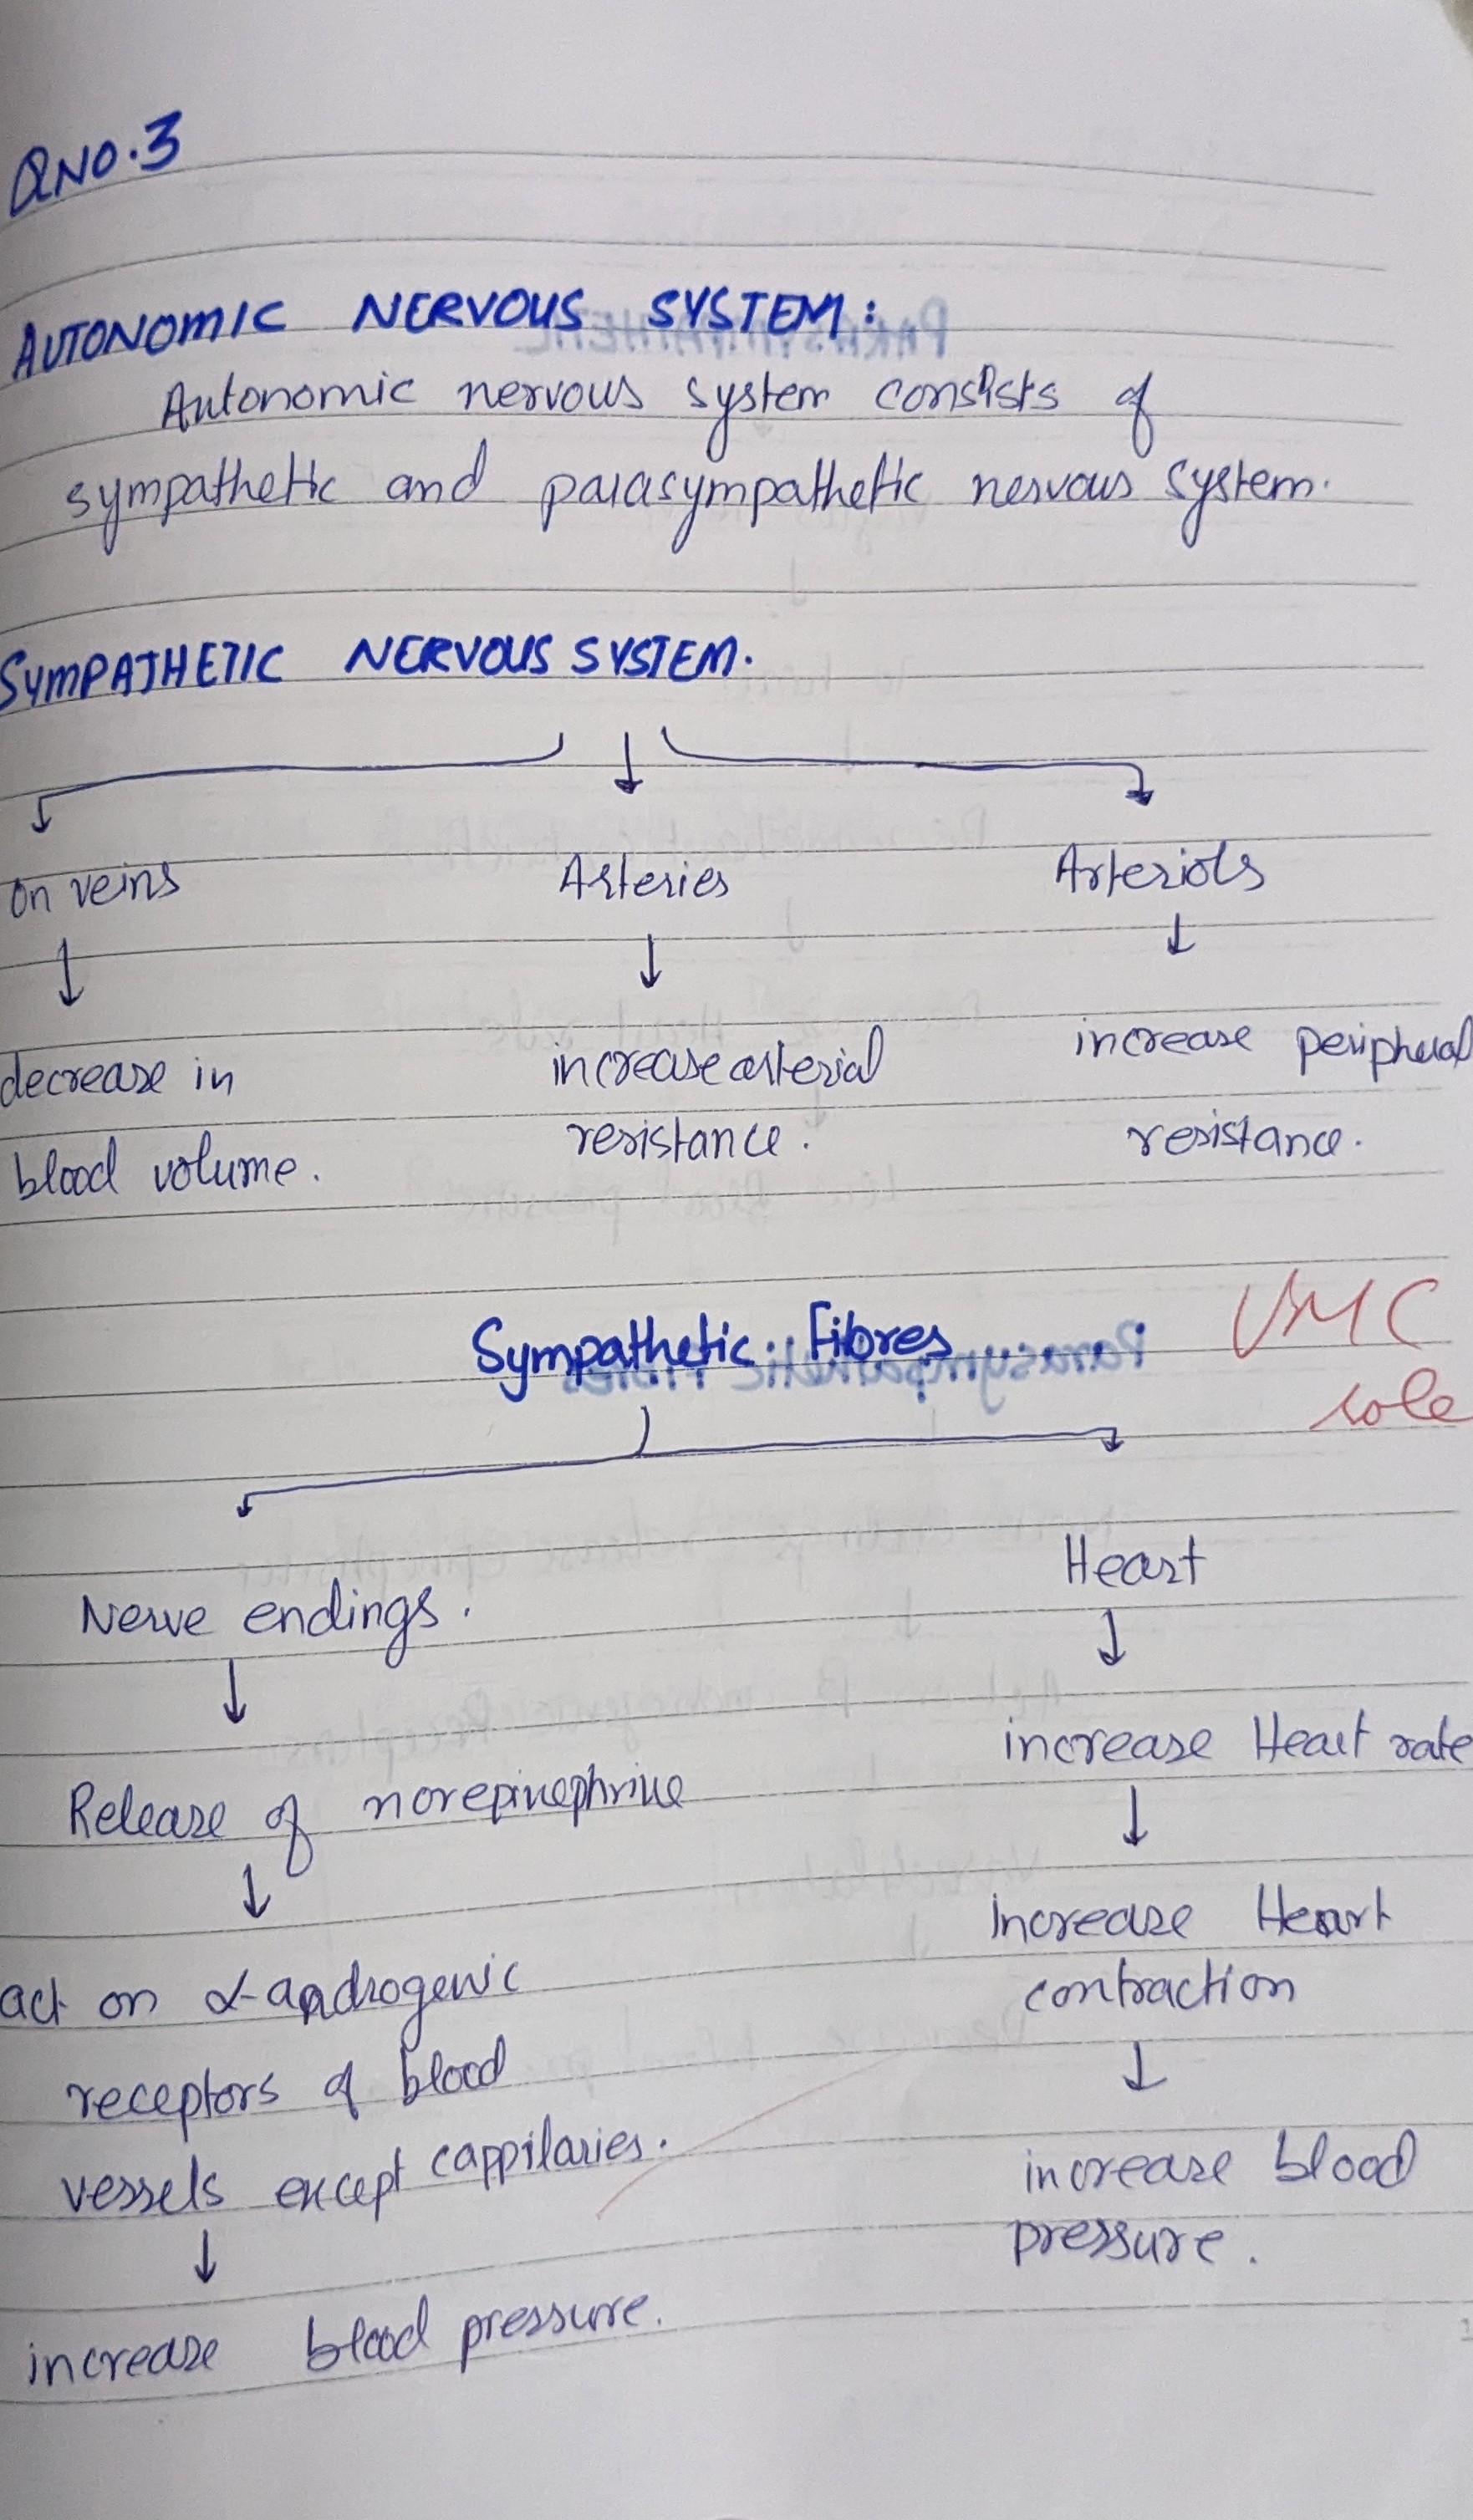 QNO.3
AUTONOMIC NERVOUS SYSTEM:
Autonomic nervous system consists of
sympathetic and parasympathetic nervous system.
SYMPATHETIC NERVOUS SYSTEM.
on veins Arteries Arteriols
decrease in increase arterial increase peripheral
blood volume. resistance. resistance.
Sympathetic Fibres VMC
role
Nerve endings. Heart
Release of norepinephrine increase Heart rate
act on α-androgenic increase Heart
receptors of blood contraction
vessels except cappilaries. increase blood
increase blood pressure. pressure.